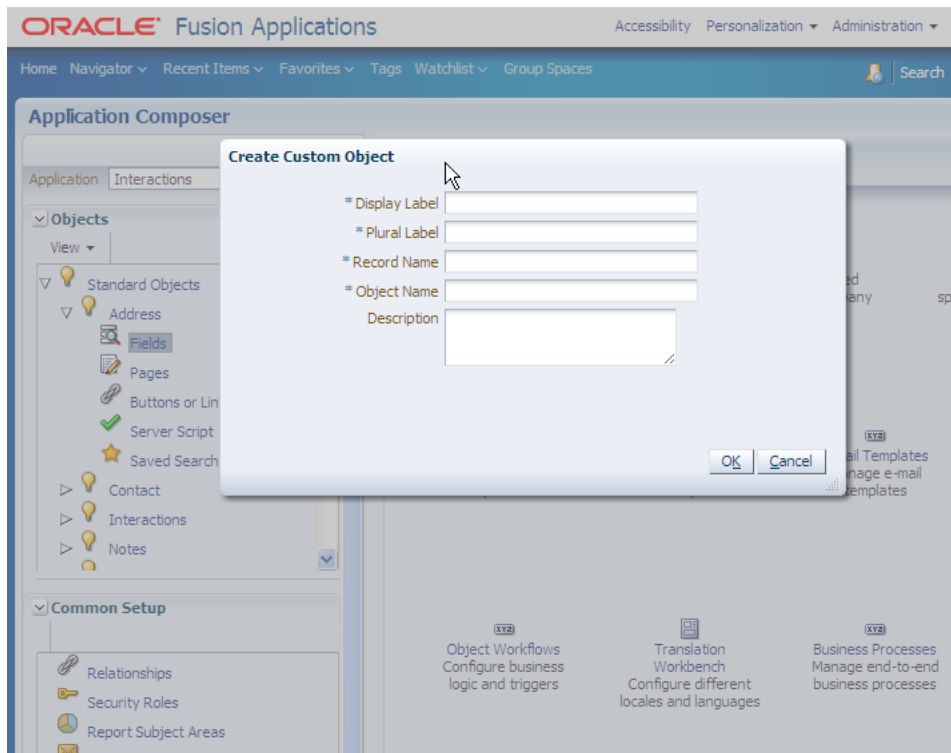 ORACLE Fusion Applications
Accessibility Personalization Administration
Home Navigator Recent Items Favorites Tags Watchlist Group Spaces
Search
Application Composer
Application Interactions
Objects
View
Standard Objects
Address
Fields
Pages
Buttons or Lin
Server Script
Saved Search
Contact
Interactions
Notes
Common Setup
Relationships
Security Roles
Report Subject Areas
Create Custom Object
* Display Label
* Plural Label
* Record Name
* Object Name
Description
OK Cancel
XYZ
ail Templates
nage e-mail
templates
XYZ
Object Workflows
Configure business
logic and triggers
Translation
Workbench
Configure different
locales and languages
XYZ
Business Processes
Manage end-to-end
business processes